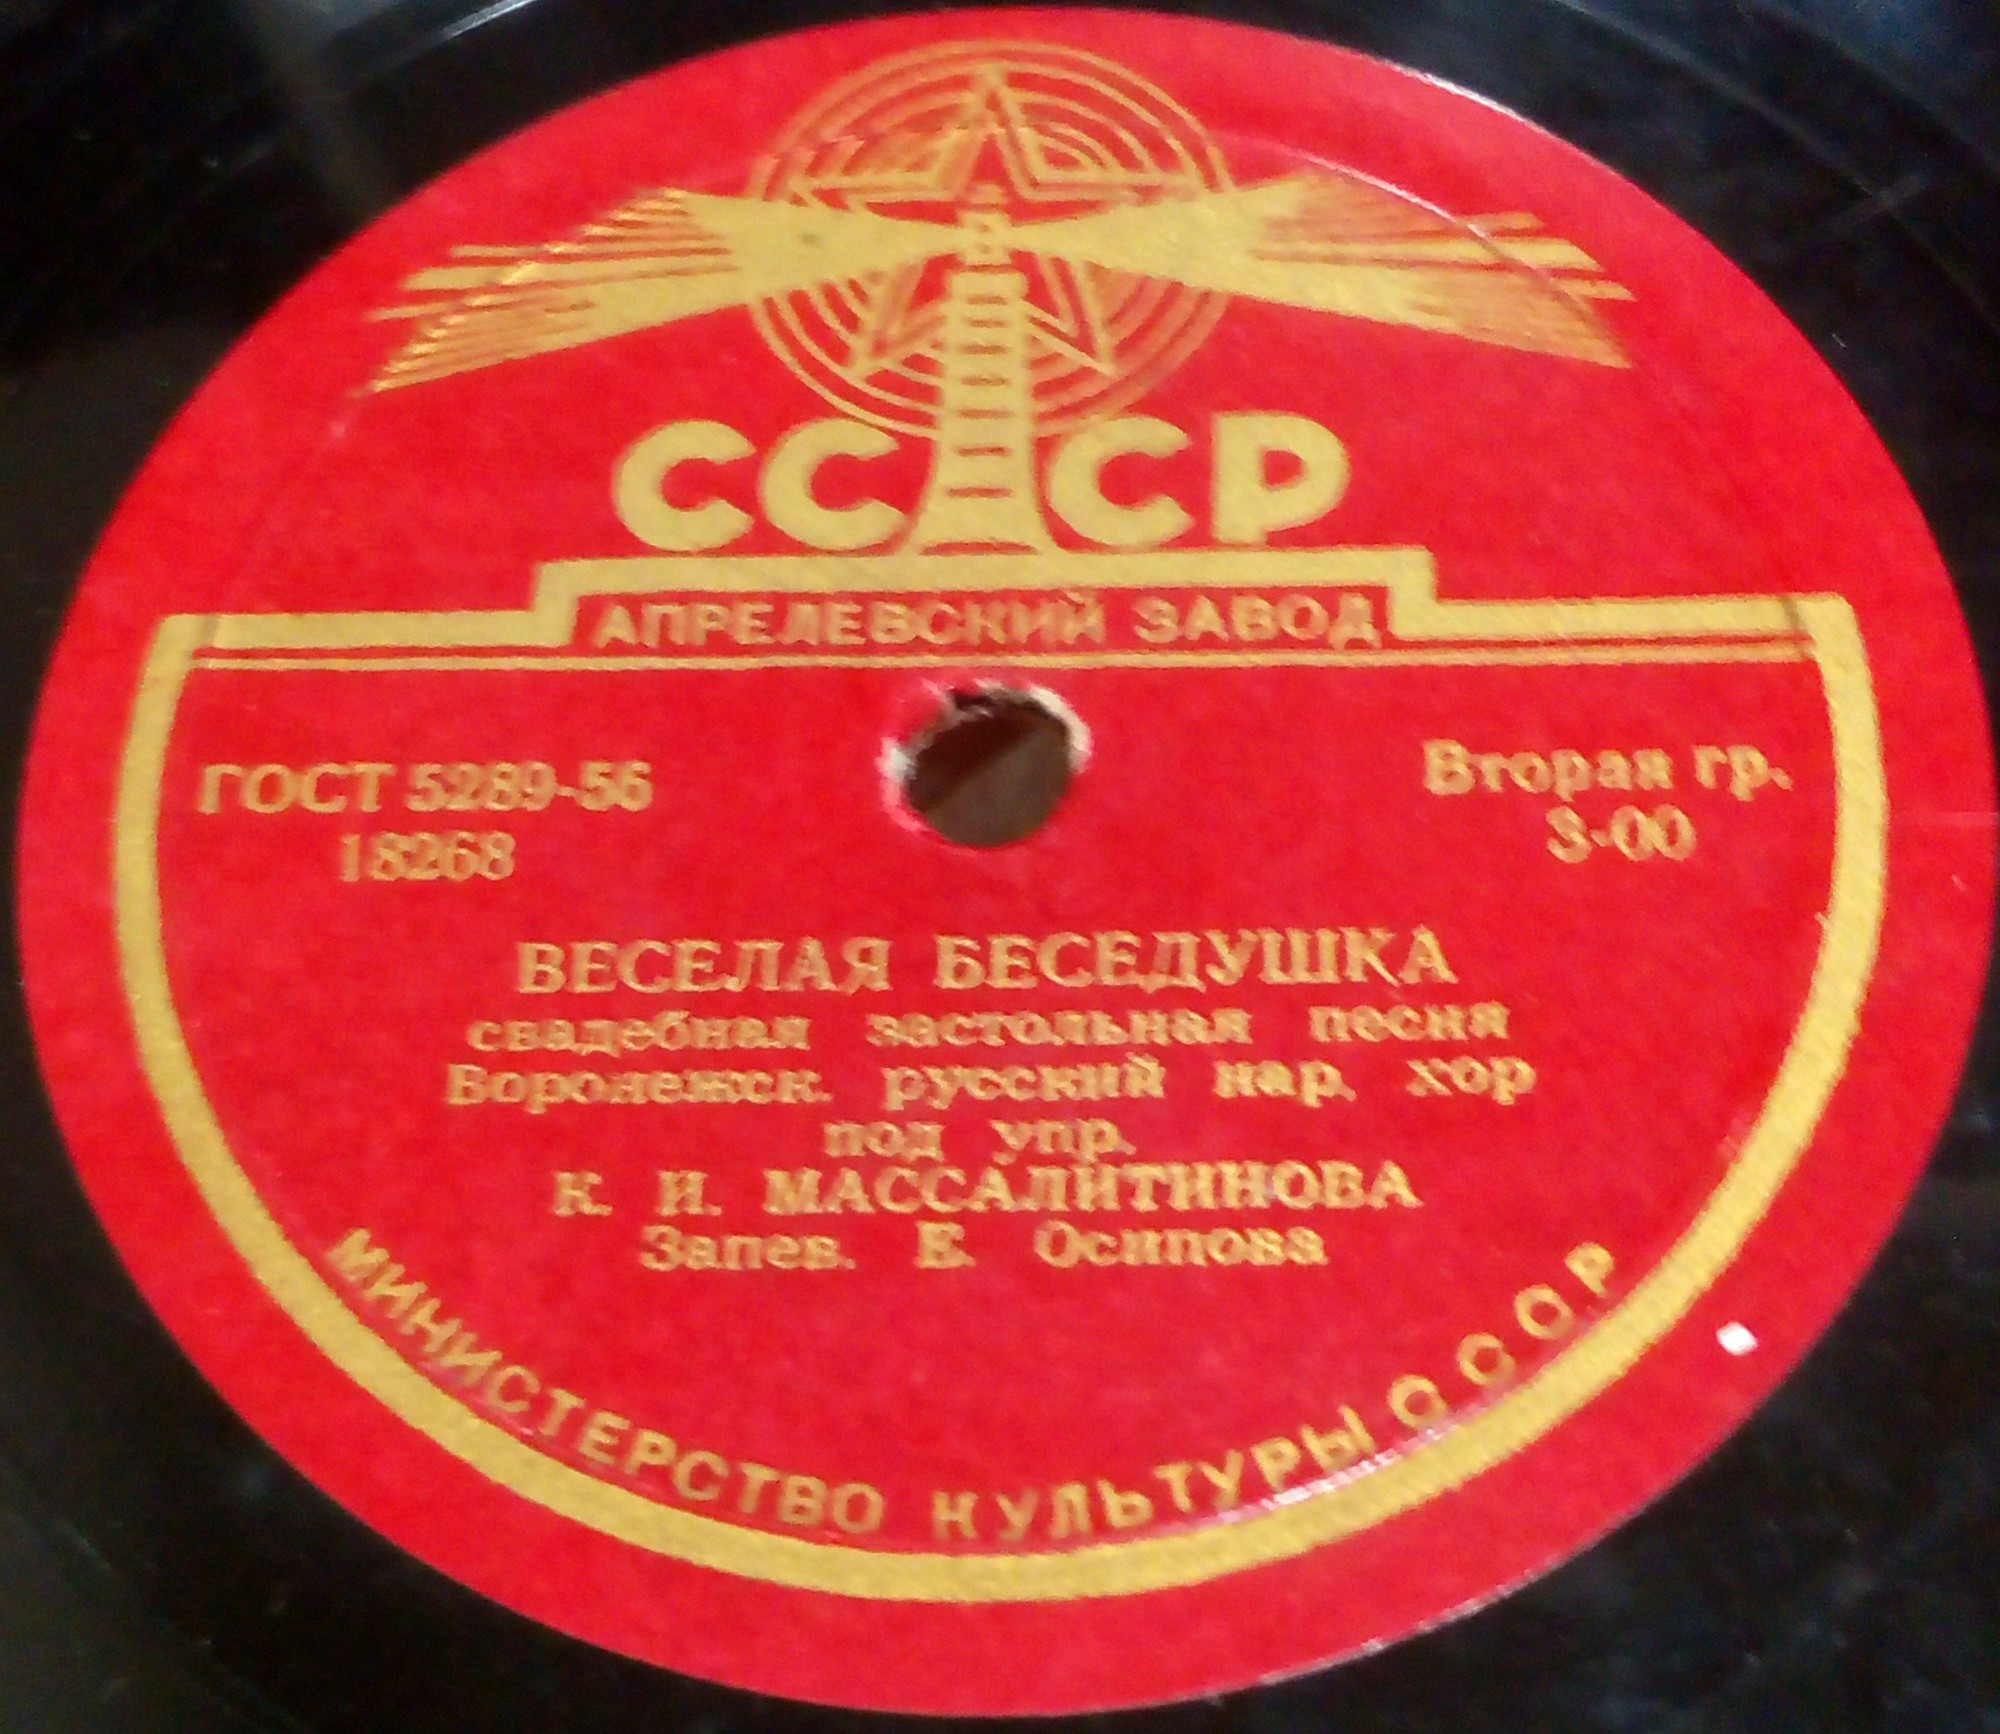 СССР
АПРЕЛЕВСКИЙ ЗАВОД
ГОСТ 5289-56
18268
Вторая гр.
3-00
ВЕСЕЛАЯ БЕСЕДУШКА
свадебная застольная песня
Воронежск. русский нар. хор
под упр.
К. И. МАССАЛИТИНОВА
Запев. Е. Осипова
МИНИСТЕРСТВО КУЛЬТУРЫ СССР